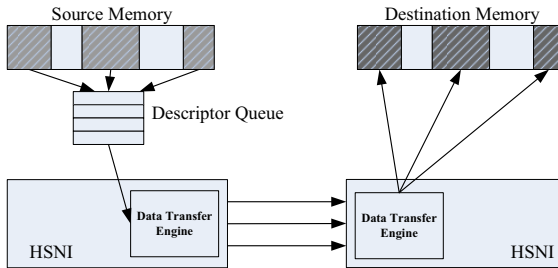 Source Memory
Destination Memory
Descriptor Queue
Data Transfer
Engine
HSNI
Data Transfer
Engine
HSNI